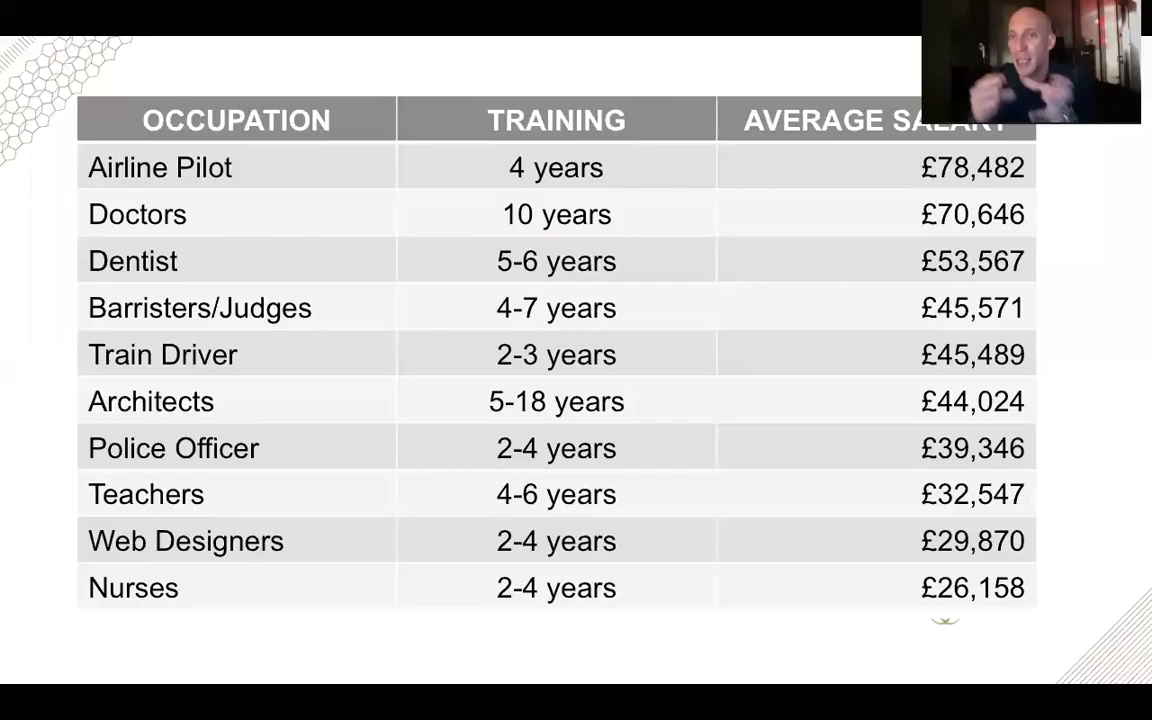 OCCUPATION TRAINING AVERAGE SALARY
Airline Pilot 4 years £78,482
Doctors 10 years £70,646
Dentist 5-6 years £53,567
Barristers/Judges 4-7 years £45,571
Train Driver 2-3 years £45,489
Architects 5-18 years £44,024
Police Officer 2-4 years £39,346
Teachers 4-6 years £32,547
Web Designers 2-4 years £29,870
Nurses 2-4 years £26,158